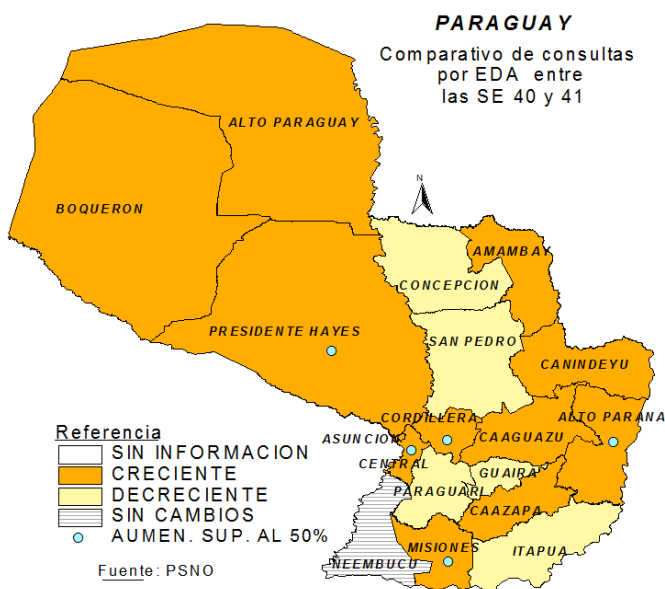 PARAGUAY
Comparativo de consultas
por EDA entre
las SE 40 y 41
N
ALTO PARAGUAY
BOQUERON
AMAMBAY
CONCEPCION
PRESIDENTE HAYES
SAN PEDRO
CANINDEYU
CORDILLERA
ALTO PARANA
ASUNCION
CAAGUAZU
CENTRAL
GUAIRA
PARAGUARI
CAAZAPA
MISIONES
ITAPUA
ÑEEMBUCU
Referencia
SIN INFORMACION
CRECIENTE
DECRECIENTE
SIN CAMBIOS
AUMEN. SUP. AL 50%
Fuente: PSNO